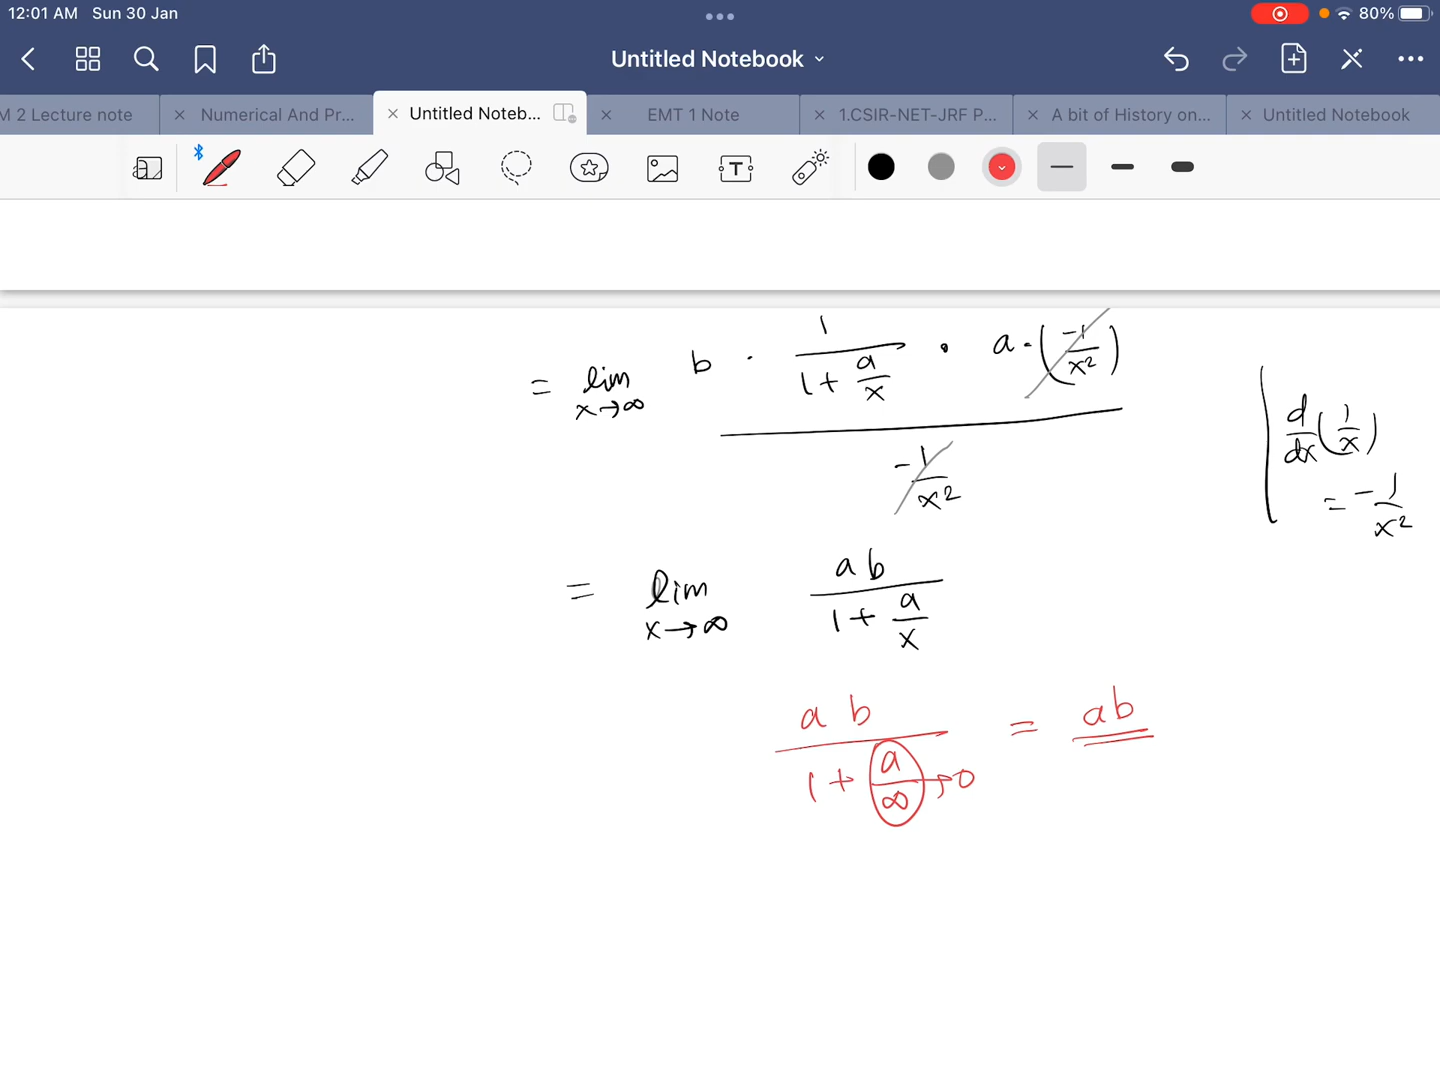 12:01 AM Sun 30 Jan
80%
Untitled Notebook
M 2 Lecture note
Numerical And Pr...
Untitled Noteb...
EMT 1 Note
1.CSIR-NET-JRF P...
A bit of History on...
Untitled Notebook
T
= lim x→∞ b · 1/(1 + a/x) · a · (-1/x²)
-1/x²
d/dx (1/x)
= -1/x²
= lim x→∞ ab/(1 + a/x)
a b/(1 + a/∞) →0 = ab